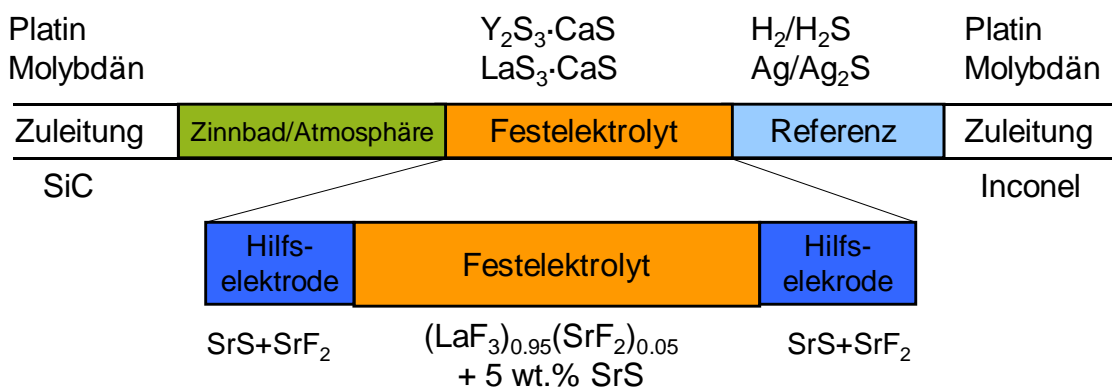 Platin Y₂S₃·CaS H₂/H₂S Platin
Molybdän LaS₃·CaS Ag/Ag₂S Molybdän
Zuleitung Zinnbad/Atmosphäre Festelektrolyt Referenz Zuleitung
SiC Inconel
Hilfs- Hilfs-
elektrode Festelektrolyt elekrode
SrS+SrF₂ (LaF₃)₀.₉₅(SrF₂)₀.₀₅ SrS+SrF₂
+ 5 wt.% SrS